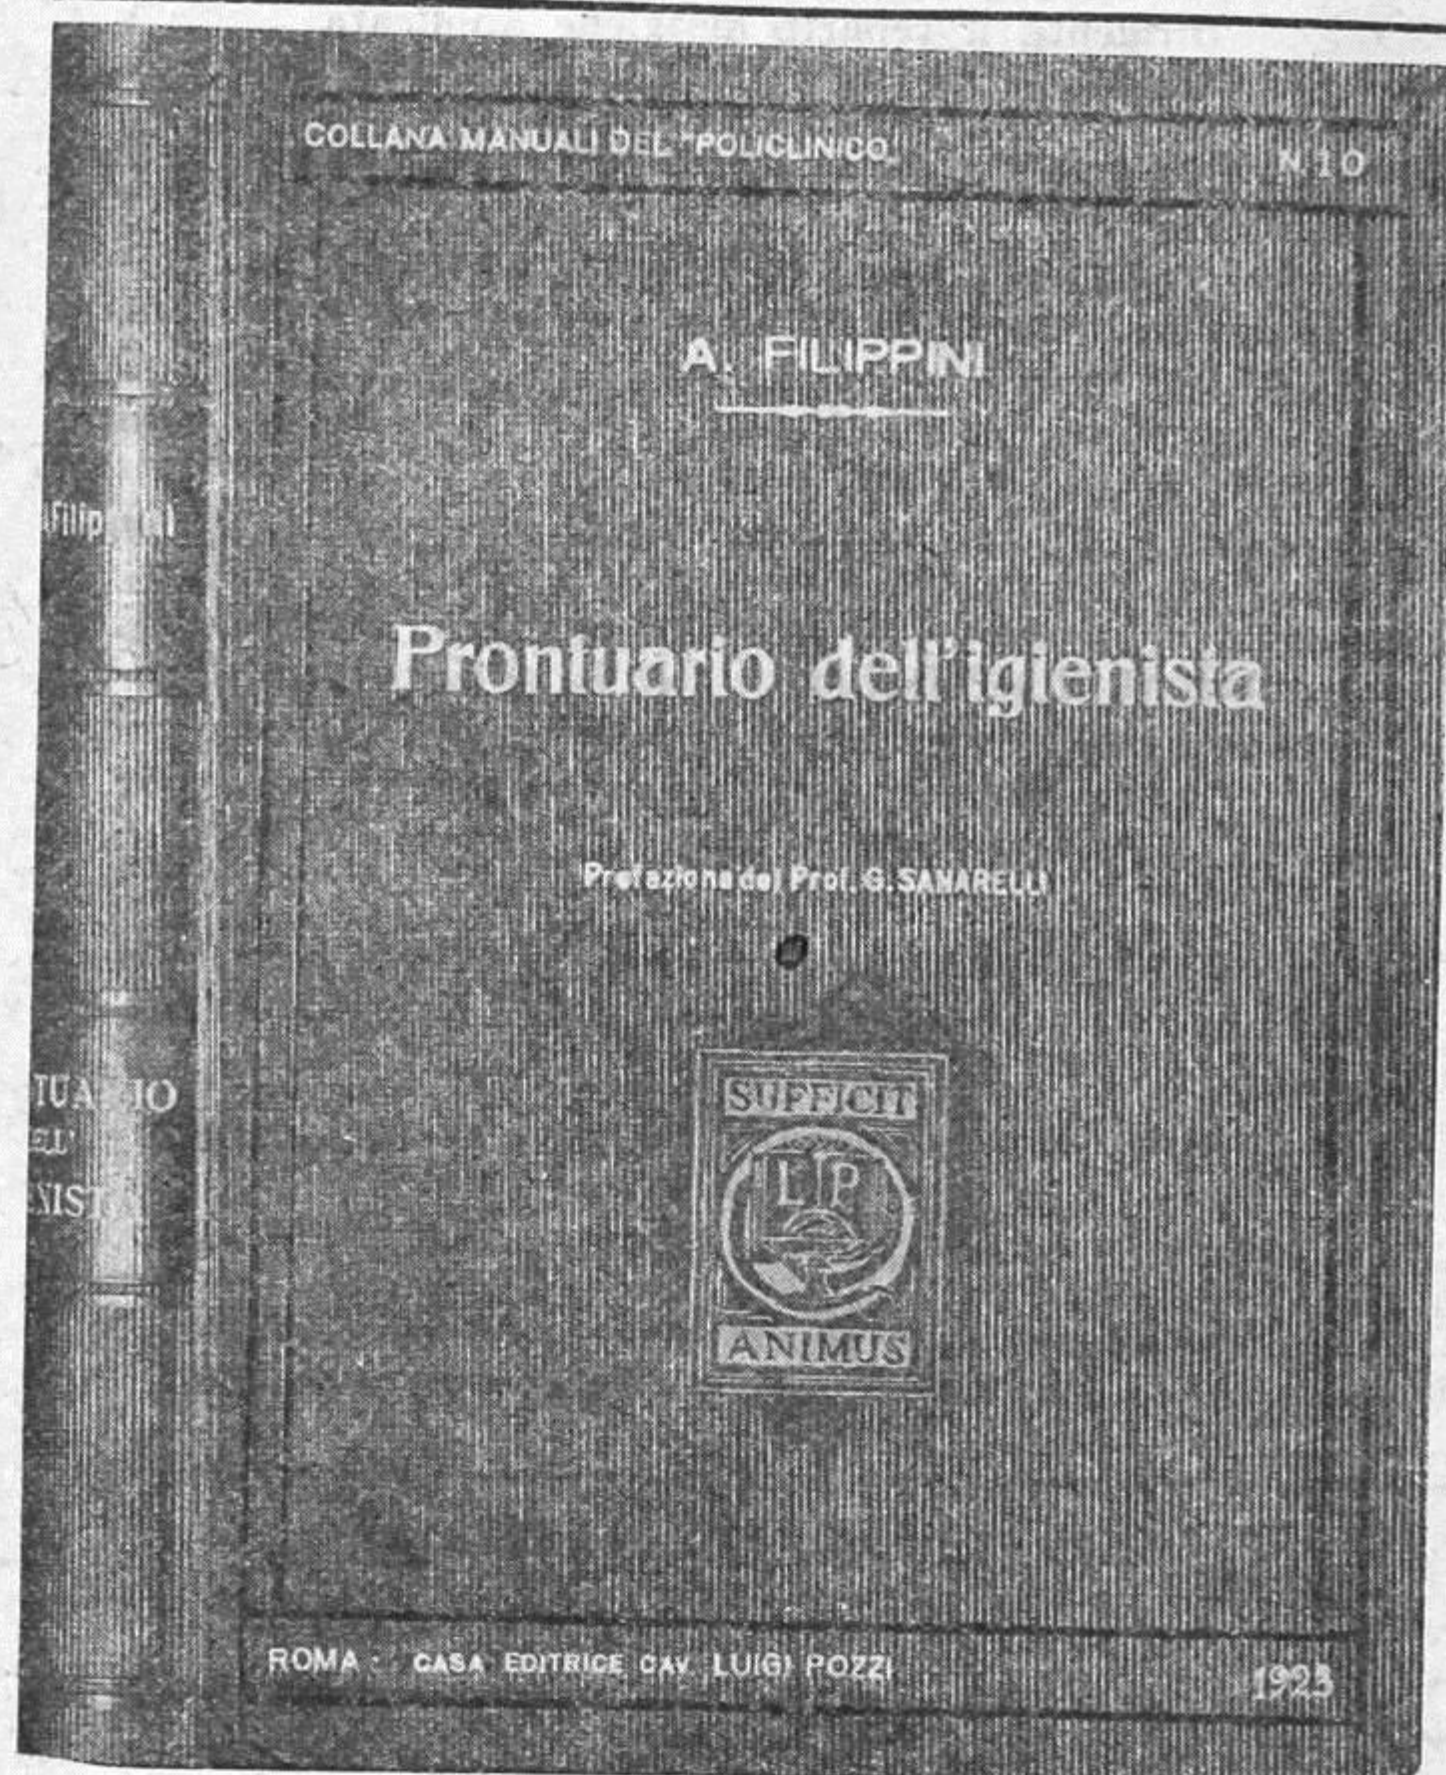 COLLANA MANUALI DEL "POLICLINICO"
N. 10
A. FILIPPINI
Prontuario dell'igienista
Prefazione del Prof. G. SANARELLI
SUFFICIT
L P
ANIMUS
ROMA : CASA EDITRICE CAV. LUIGI POZZI
1923